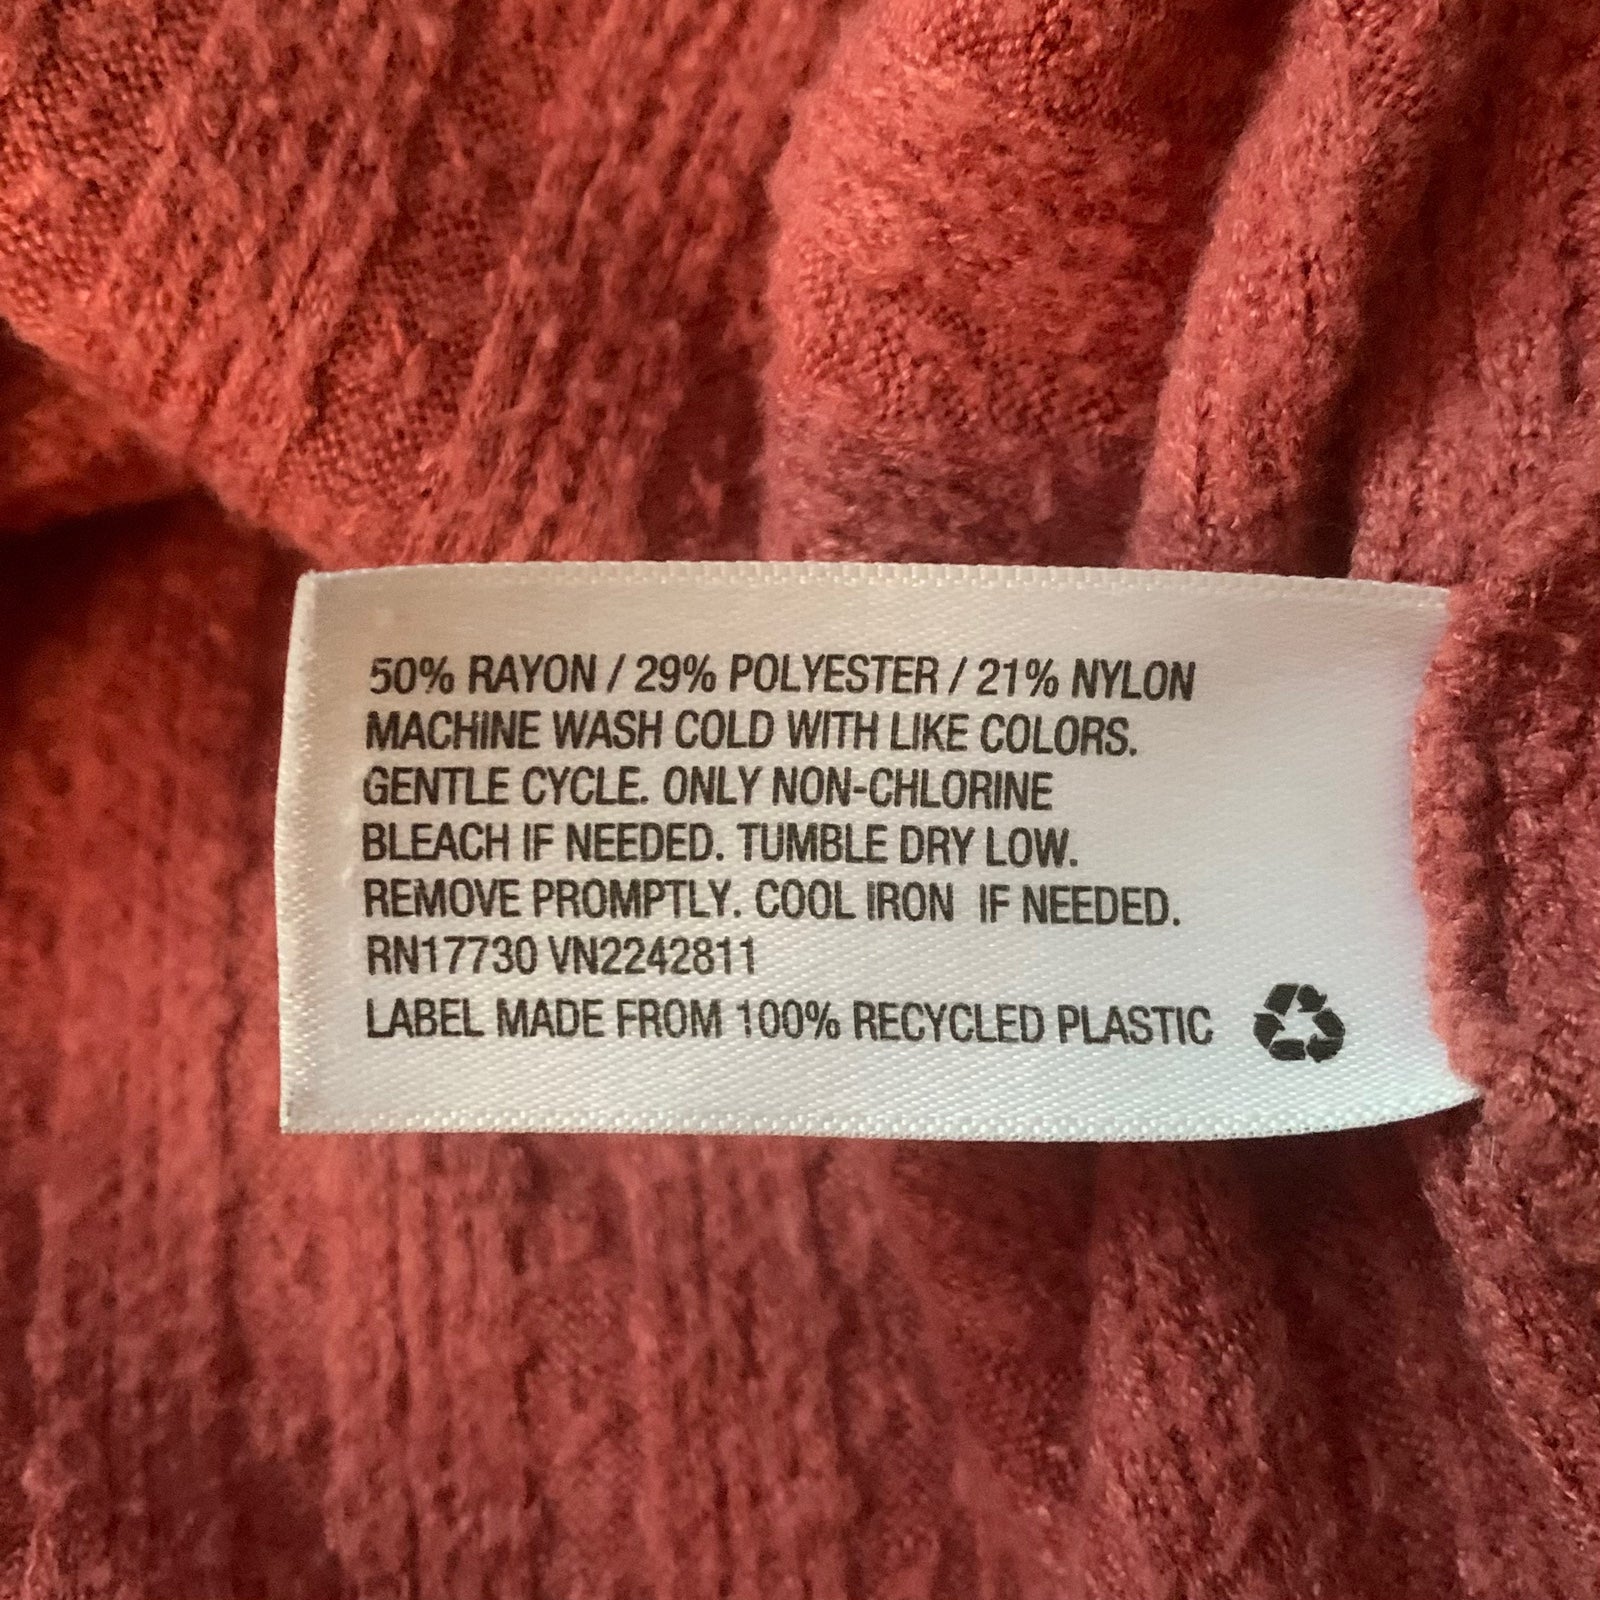 50% RAYON / 29% POLYESTER / 21% NYLON
MACHINE WASH COLD WITH LIKE COLORS.
GENTLE CYCLE. ONLY NON-CHLORINE
BLEACH IF NEEDED. TUMBLE DRY LOW.
REMOVE PROMPTLY. COOL IRON  IF NEEDED.
RN17730 VN2242811
LABEL MADE FROM 100% RECYCLED PLASTIC